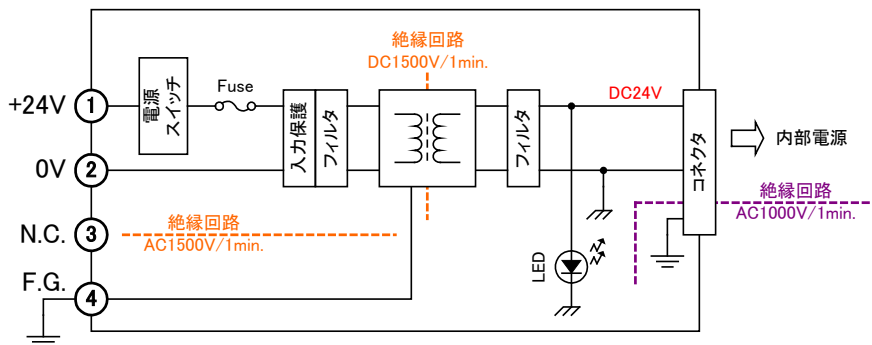 絶縁回路
DC1500V/1min.
+24V
1
電源
スイッチ
Fuse
入力保護
フィルタ
フィルタ
DC24V
コネクタ
内部電源
0V
2
絶縁回路
AC1000V/1min.
N.C.
3
絶縁回路
AC1500V/1min.
LED
F.G.
4